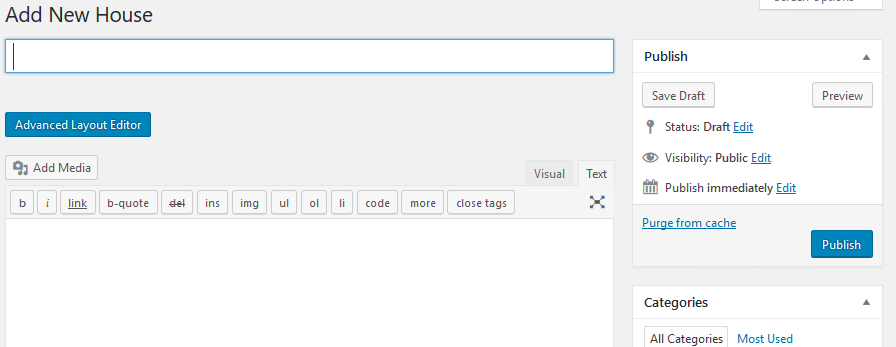 Add New House
Publish
Save Draft
Preview
Advanced Layout Editor
Status: Draft Edit
Visibility: Public Edit
Add Media
Visual
Text
Publish immediately Edit
b
i
link
b-quote
del
ins
img
ul
ol
li
code
more
close tags
Purge from cache
Publish
Categories
All Categories
Most Used